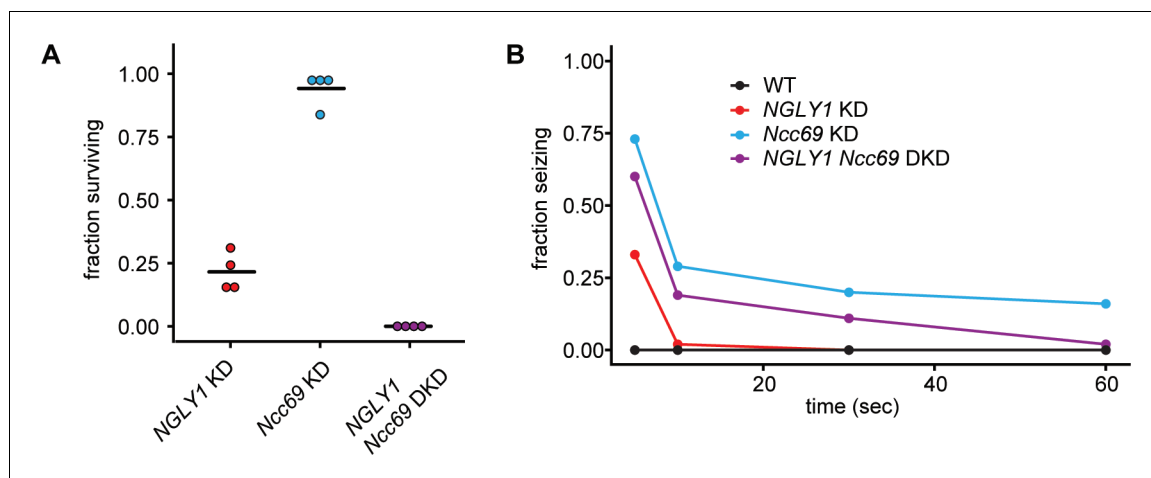 A
fraction surviving
1.00
0.75
0.50
0.25
0.00
NGLY1 KD
Ncc69 KD
NGLY1
Ncc69 DKD
B
fraction seizing
1.00
0.75
0.50
0.25
0.00
WT
NGLY1 KD
Ncc69 KD
NGLY1 Ncc69 DKD
20
40
60
time (sec)